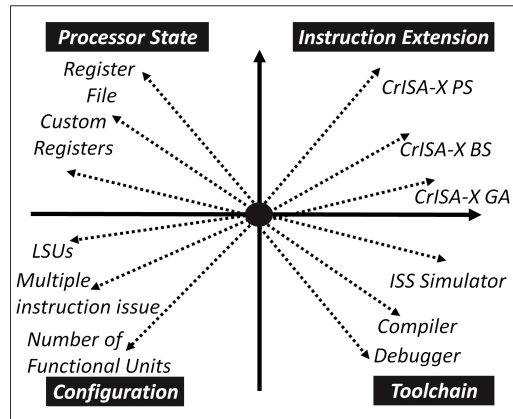 Processor State
Instruction Extension
Register
File
Custom
Registers
CrISA-X PS
CrISA-X BS
CrISA-X GA
LSUs
Multiple
instruction issue
Number of
Functional Units
ISS Simulator
Compiler
Debugger
Configuration
Toolchain